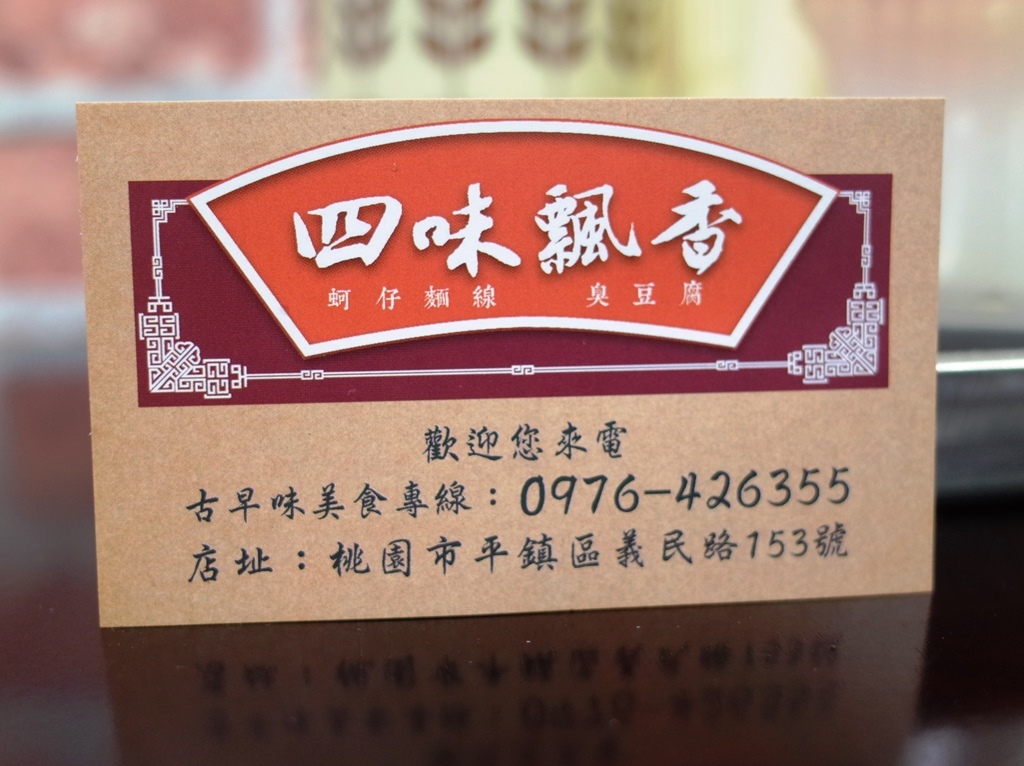 四味飄香
蚵仔麵線 臭豆腐
歡迎您來電
古早味美食專線：0976-426355
店址：桃園市平鎮區義民路153號